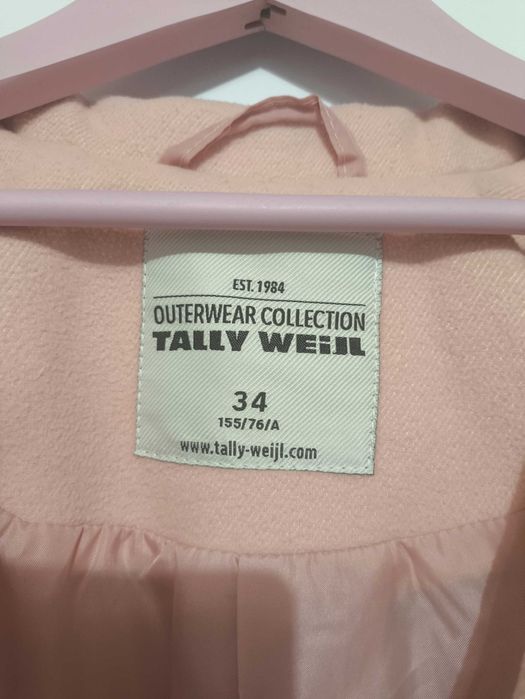 EST. 1984
OUTERWEAR COLLECTION
TALLY WEiJL
34
155/76/A
www.tally-weijl.com